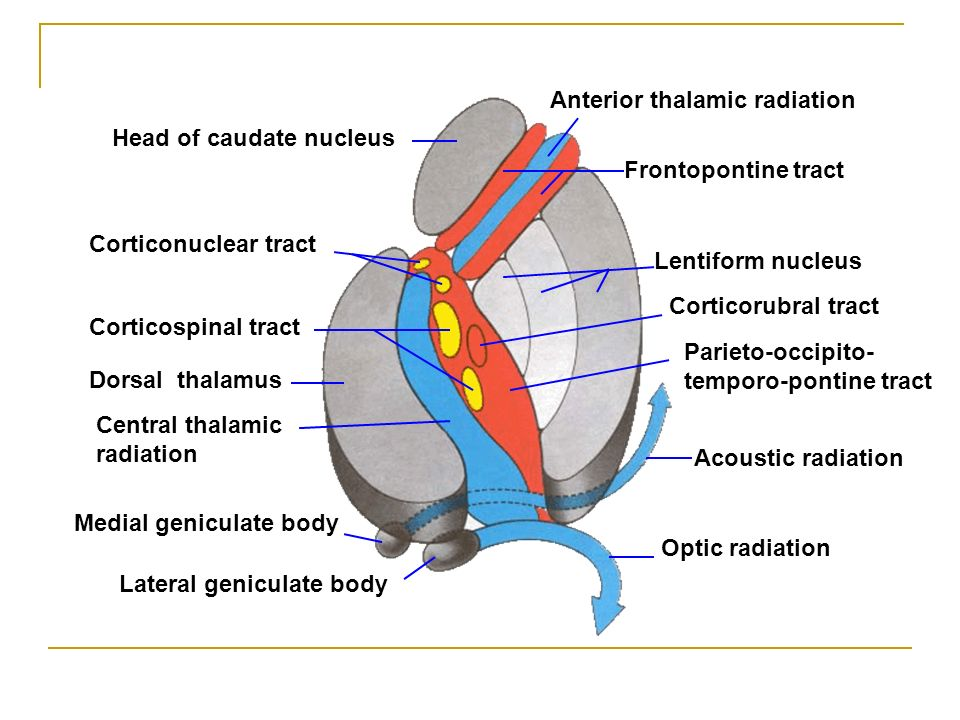 Anterior thalamic radiation
Head of caudate nucleus
Frontopontine tract
Corticonuclear tract
Lentiform nucleus
Corticorubral tract
Corticospinal tract
Parieto-occipito-
temporo-pontine tract
Dorsal thalamus
Central thalamic
radiation
Acoustic radiation
Medial geniculate body
Optic radiation
Lateral geniculate body